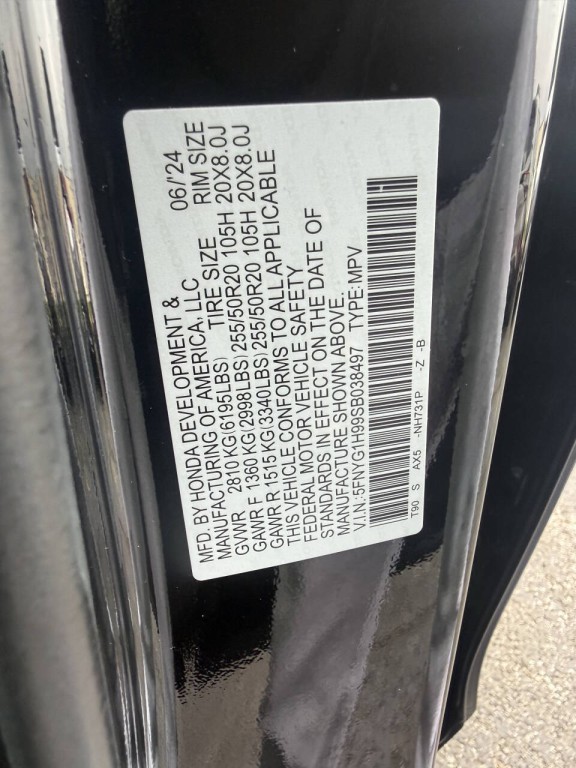 MFD. BY HONDA DEVELOPMENT &
MANUFACTURING OF AMERICA, LLC 06/'24
TIRE SIZE RIM SIZE
GVWR 2810 KG(6195LBS)
GAWR F 1360 KG(2998LBS) 255/50R20 105H 20X8.0J
GAWR R 1515 KG(3340LBS) 255/50R20 105H 20X8.0J
THIS VEHICLE CONFORMS TO ALL APPLICABLE
FEDERAL MOTOR VEHICLE SAFETY
STANDARDS IN EFFECT ON THE DATE OF
MANUFACTURE SHOWN ABOVE.
V.I.N.:5FNYG1H99SB038497 TYPE: MPV
H
T90 S AX5 -NH731P -Z -B